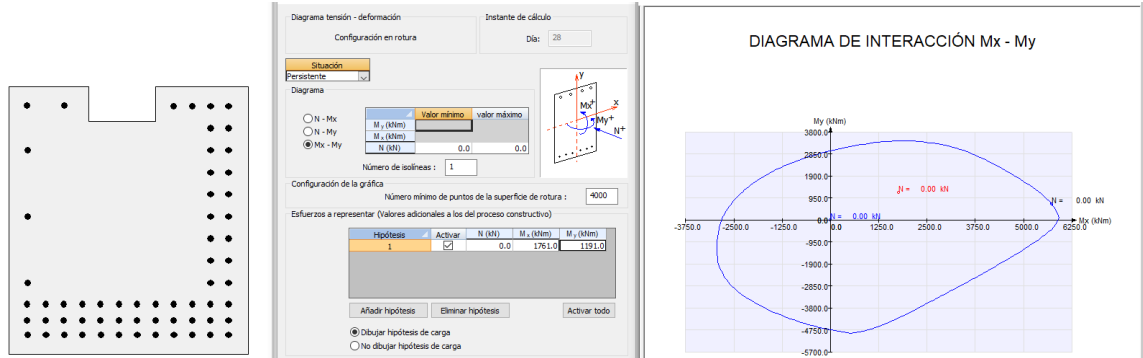 Diagrama tensión - deformación
Configuración en rotura
Instante de cálculo
Día: 28
Situación
Persistente
Diagrama
N - Mx
N - My
Mx - My
Valor mínimo valor máximo
M y (kNm)
M x (kNm)
N (kN) 0.0 0.0
Número de isolíneas : 1
y
x
Mx+
My+
N+
Configuración de la gráfica
Número mínimo de puntos de la superficie de rotura : 4000
Esfuerzos a representar (Valores adicionales a los del proceso constructivo)
Hipótesis Activar N (kN) M x (kNm) M y (kNm)
1 0.0 1761.0 1191.0
Añadir hipótesis Eliminar hipótesis Activar todo
Dibujar hipótesis de carga
No dibujar hipótesis de carga
DIAGRAMA DE INTERACCIÓN Mx - My
My (kNm)
3800.0
2850.0
1900.0
950.0
0.0
-950.0
-1900.0
-2850.0
-3800.0
-4750.0
-5700.0
N = 0.00 kN
N = 0.00 kN
N = 0.00 kN
Mx (kNm)
-3750.0 -2500.0 -1250.0 0.0 1250.0 2500.0 3750.0 5000.0 6250.0